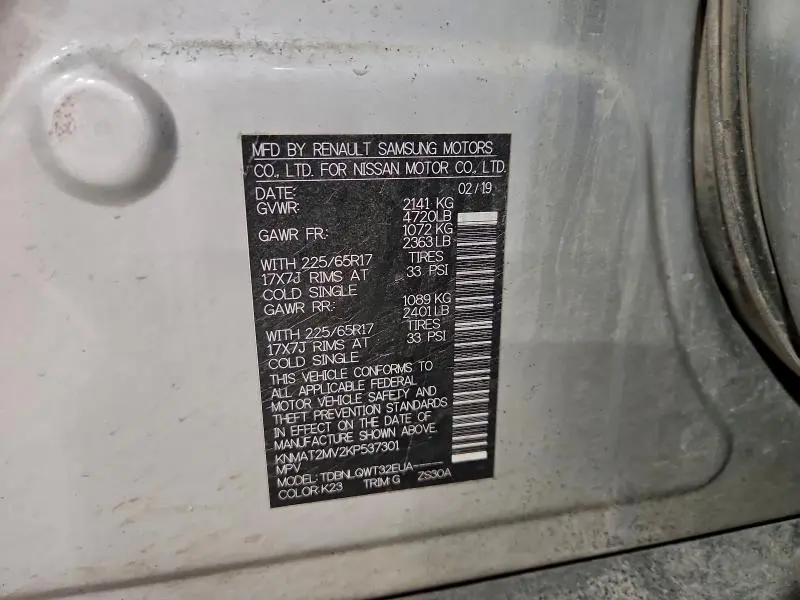 MFD BY RENAULT SAMSUNG MOTORS
CO., LTD. FOR NISSAN MOTOR CO., LTD.
DATE: 02/19
GVWR: 2141 KG
4720LB
GAWR FR: 1072 KG
2363LB
WITH 225/65R17 TIRES
17X7J RIMS AT 33 PSI
COLD SINGLE
GAWR RR: 1089 KG
2401LB
WITH 225/65R17 TIRES
17X7J RIMS AT 33 PSI
COLD SINGLE
THIS VEHICLE CONFORMS TO
ALL APPLICABLE FEDERAL
MOTOR VEHICLE SAFETY AND
THEFT PREVENTION STANDARDS
IN EFFECT ON THE DATE OF
MANUFACTURE SHOWN ABOVE.
KNMAT2MV2KP537301
MPV
MODEL: TDBNLQWT32EUA-----
COLOR: K23 TRIM: G ZS30A